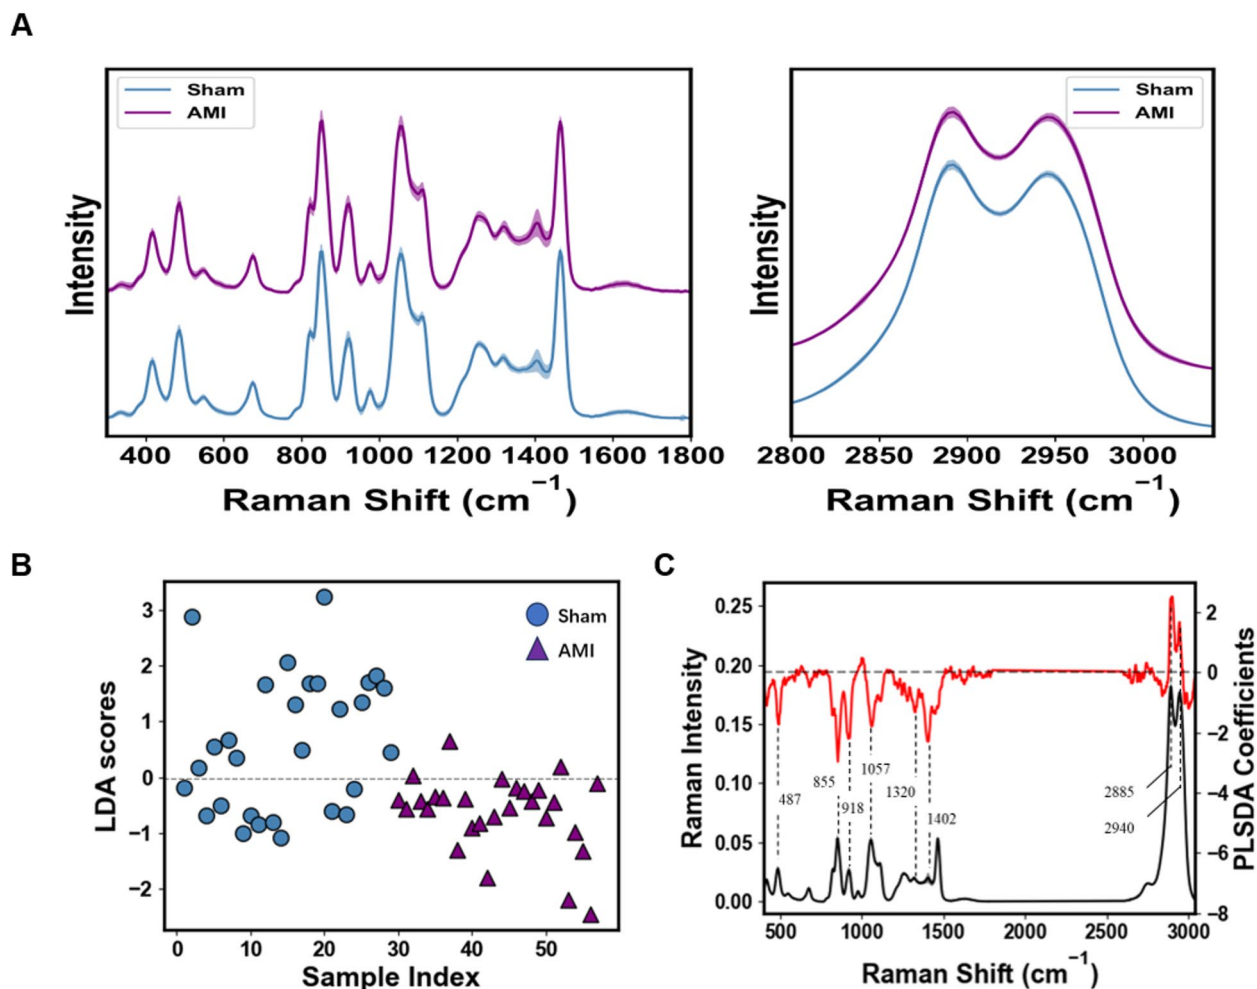 A
Sham
AMI
Intensity
400 600 800 1000 1200 1400 1600 1800
Raman Shift (cm⁻¹)
Sham
AMI
Intensity
2800 2850 2900 2950 3000
Raman Shift (cm⁻¹)
B
Sham
AMI
LDA scores
3
2
1
0
−1
−2
0 10 20 30 40 50
Sample Index
C
Raman Intensity
0.25
0.20
0.15
0.10
0.05
0.00
487
855
918
1057
1320
1402
2885
2940
2
0
−2
−4
−6
−8
PLSDA Coefficients
500 1000 1500 2000 2500 3000
Raman Shift (cm⁻¹)